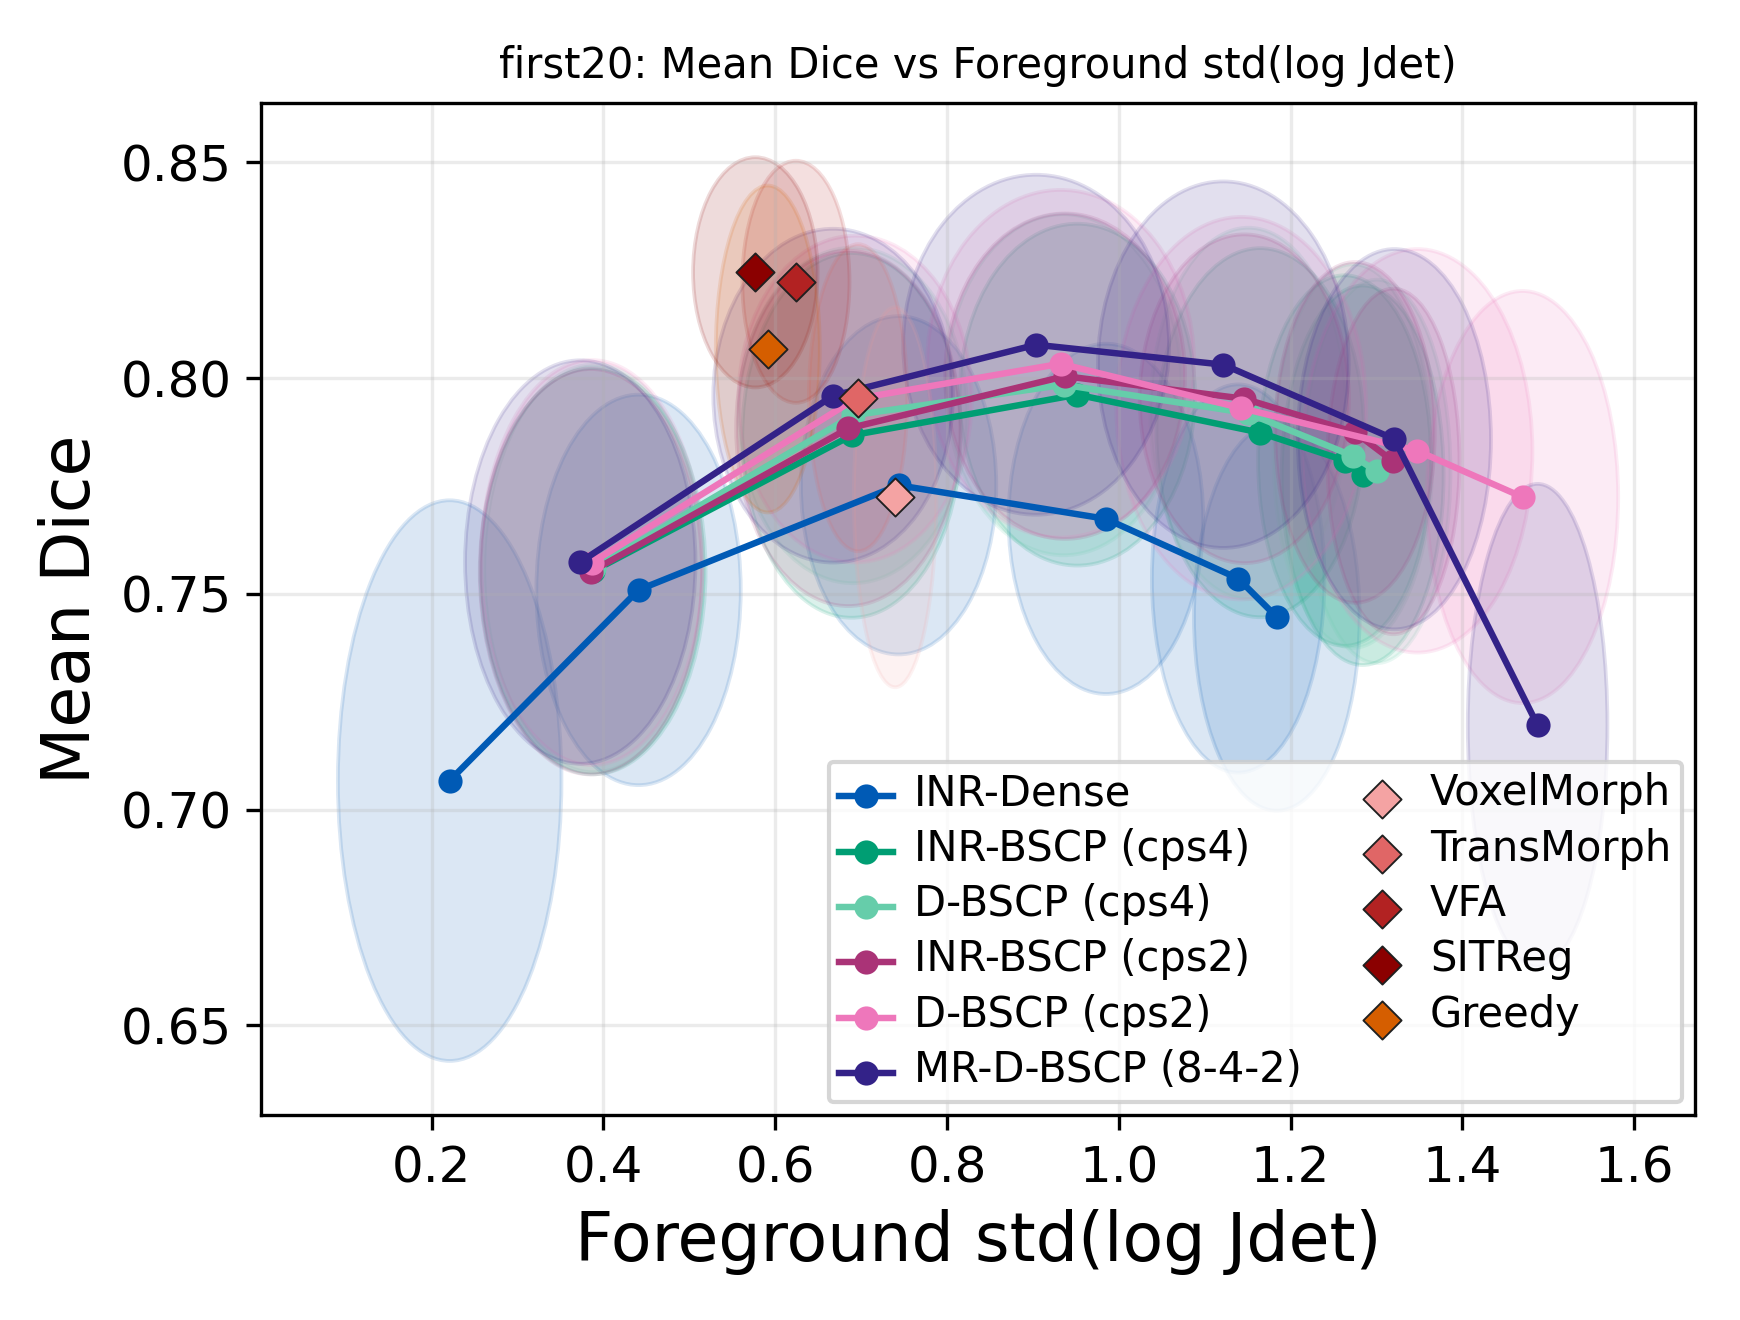 first20: Mean Dice vs Foreground std(log Jdet)
Mean Dice
0.85
0.80
0.75
0.70
0.65
INR-Dense
INR-BSCP (cps4)
D-BSCP (cps4)
INR-BSCP (cps2)
D-BSCP (cps2)
MR-D-BSCP (8-4-2)
VoxelMorph
TransMorph
VFA
SITReg
Greedy
0.2 0.4 0.6 0.8 1.0 1.2 1.4 1.6
Foreground std(log Jdet)